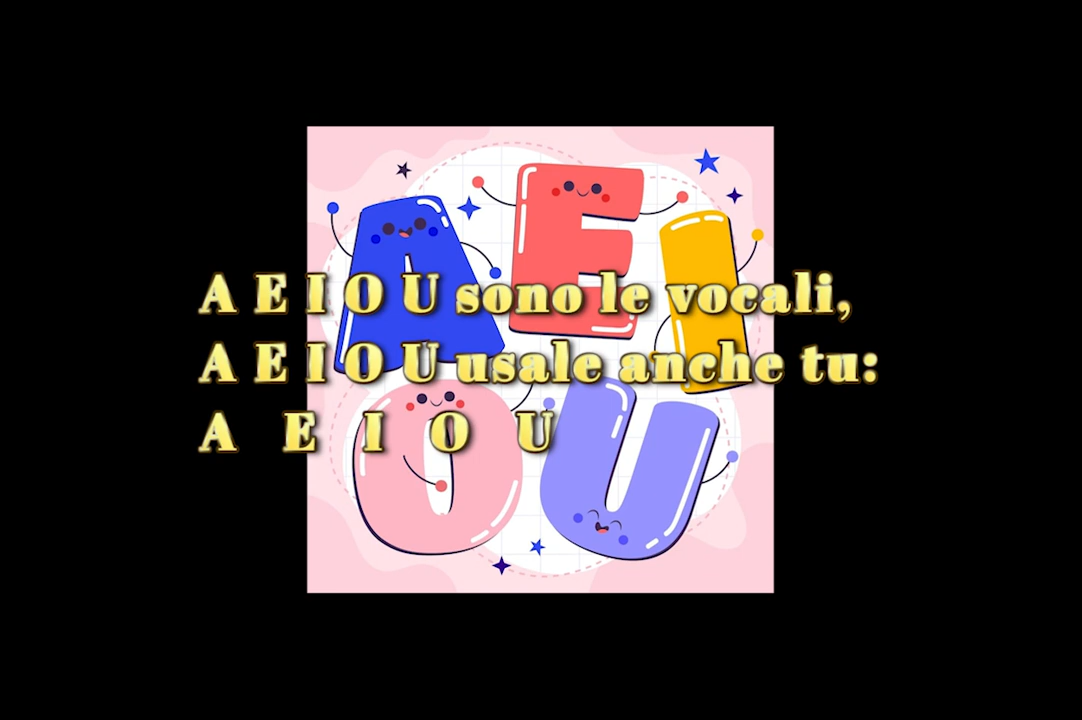 A E I O U sono le vocali,
A E I O U usale anche tu:
A E I O U
A E I
O U